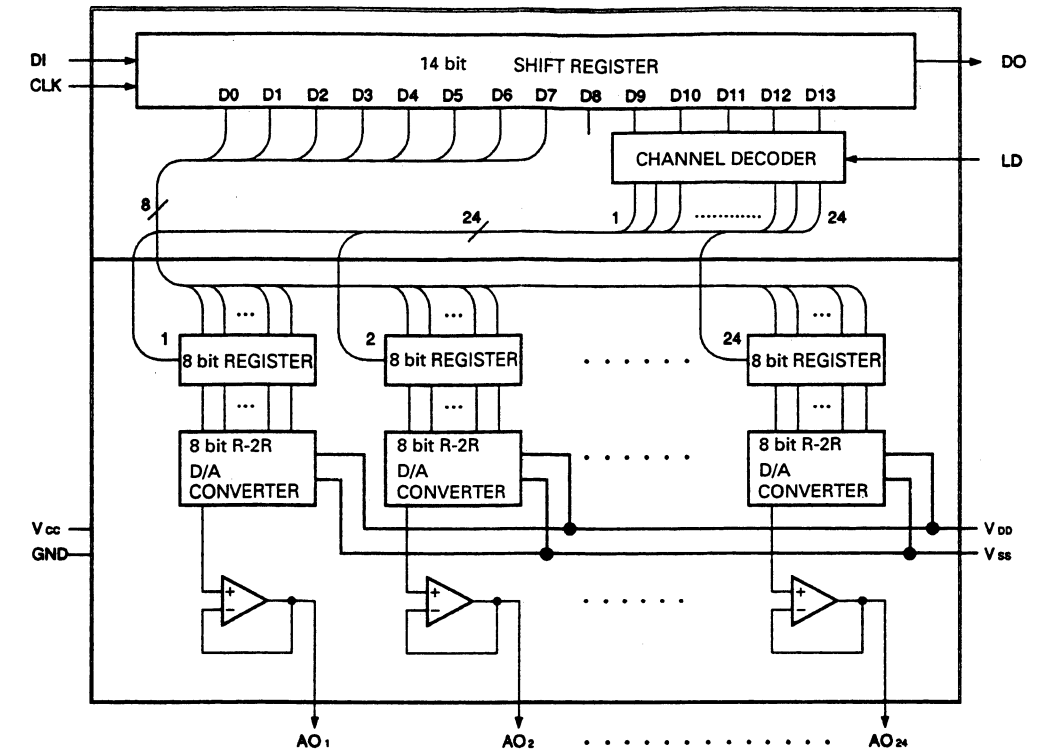 DI
CLK
14 bit SHIFT REGISTER
DO
D0 D1 D2 D3 D4 D5 D6 D7 D8 D9 D10 D11 D12 D13
CHANNEL DECODER
LD
8
24
1 ............ 24
... ... ...
1 2 24
8 bit REGISTER 8 bit REGISTER . . . . . . 8 bit REGISTER
... ... ...
8 bit R-2R 8 bit R-2R . . . . . . 8 bit R-2R
D/A D/A D/A
CONVERTER CONVERTER CONVERTER
Vcc
GND
VDD
VSS
+ + +
− − . . . . . . −
AO1 AO2 . . . . . . . . . . . . . AO24